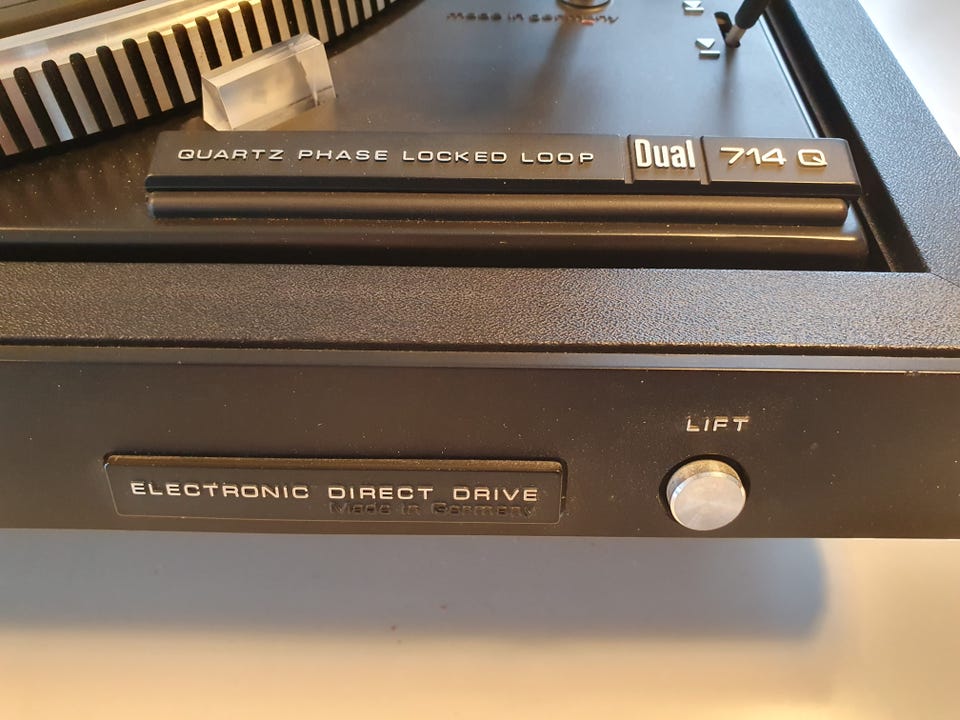 made in germany
QUARTZ PHASE LOCKED LOOP Dual 714 Q
LIFT
ELECTRONIC DIRECT DRIVE
Made in Germany